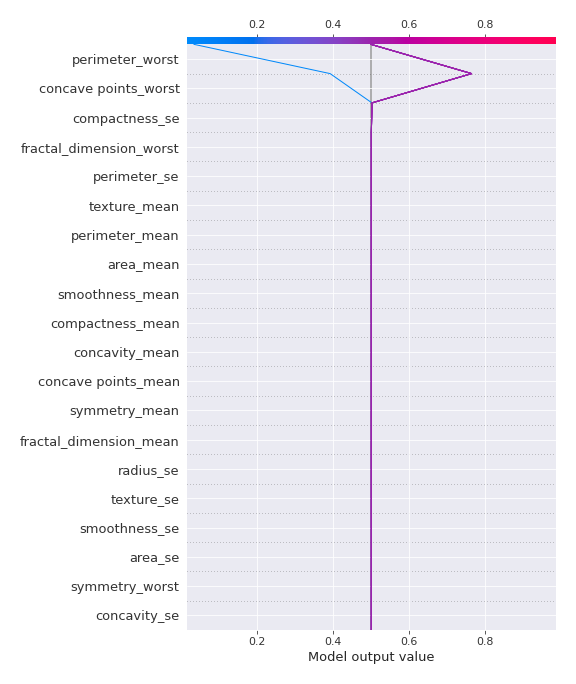 0.2 0.4 0.6 0.8
perimeter_worst
concave points_worst
compactness_se
fractal_dimension_worst
perimeter_se
texture_mean
perimeter_mean
area_mean
smoothness_mean
compactness_mean
concavity_mean
concave points_mean
symmetry_mean
fractal_dimension_mean
radius_se
texture_se
smoothness_se
area_se
symmetry_worst
concavity_se
0.2 0.4 0.6 0.8
Model output value